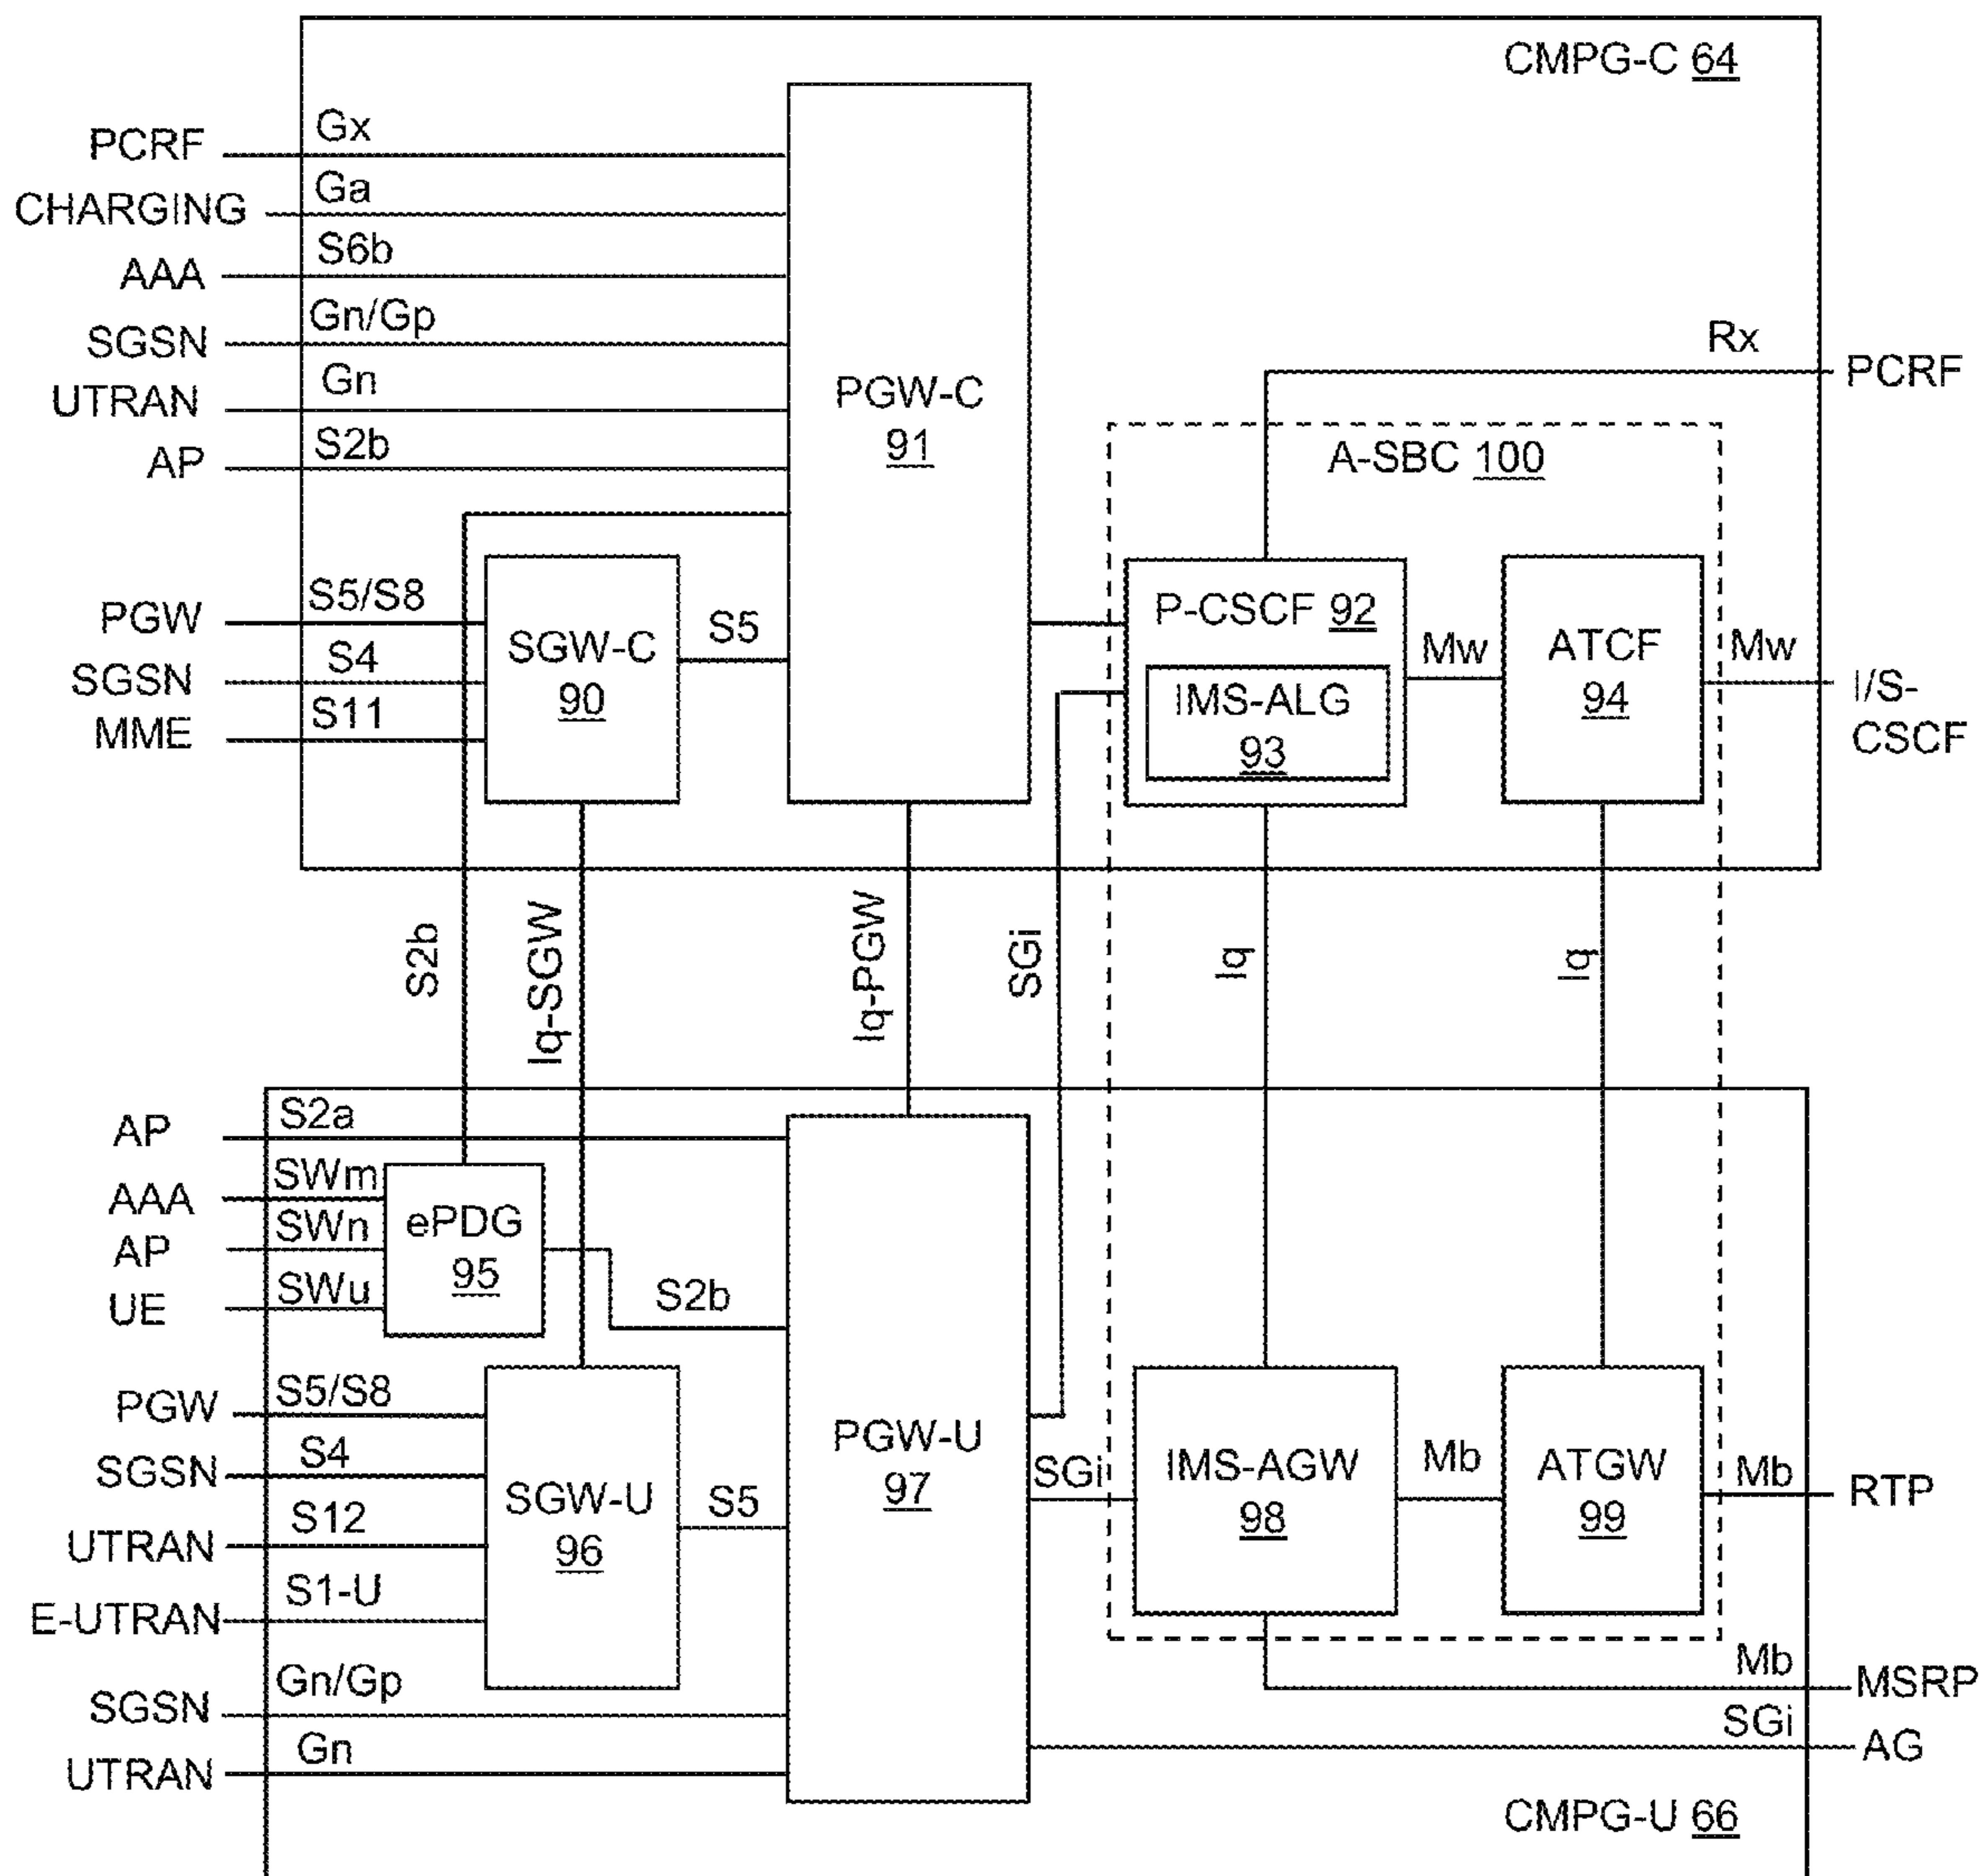 CMPG-C 64
PCRF
Gx
CHARGING
Ga
AAA
S6b
SGSN
Gn/Gp
UTRAN
Gn
AP
S2b
PGW-C
91
Rx
PCRF
A-SBC 100
PGW
S5/S8
SGSN
S4
MME
S11
SGW-C
90
S5
P-CSCF 92
IMS-ALG
93
Mw
ATCF
94
Mw
I/S-
CSCF
S2b
Iq-SGW
Iq-PGW
SGi
Iq
Iq
AP
S2a
AAA
SWm
AP
SWn
UE
SWu
ePDG
95
S2b
PGW
S5/S8
SGSN
S4
UTRAN
S12
E-UTRAN
S1-U
SGW-U
96
S5
SGSN
Gn/Gp
UTRAN
Gn
PGW-U
97
SGi
IMS-AGW
98
Mb
ATGW
99
Mb
RTP
Mb
MSRP
SGi
AG
CMPG-U 66